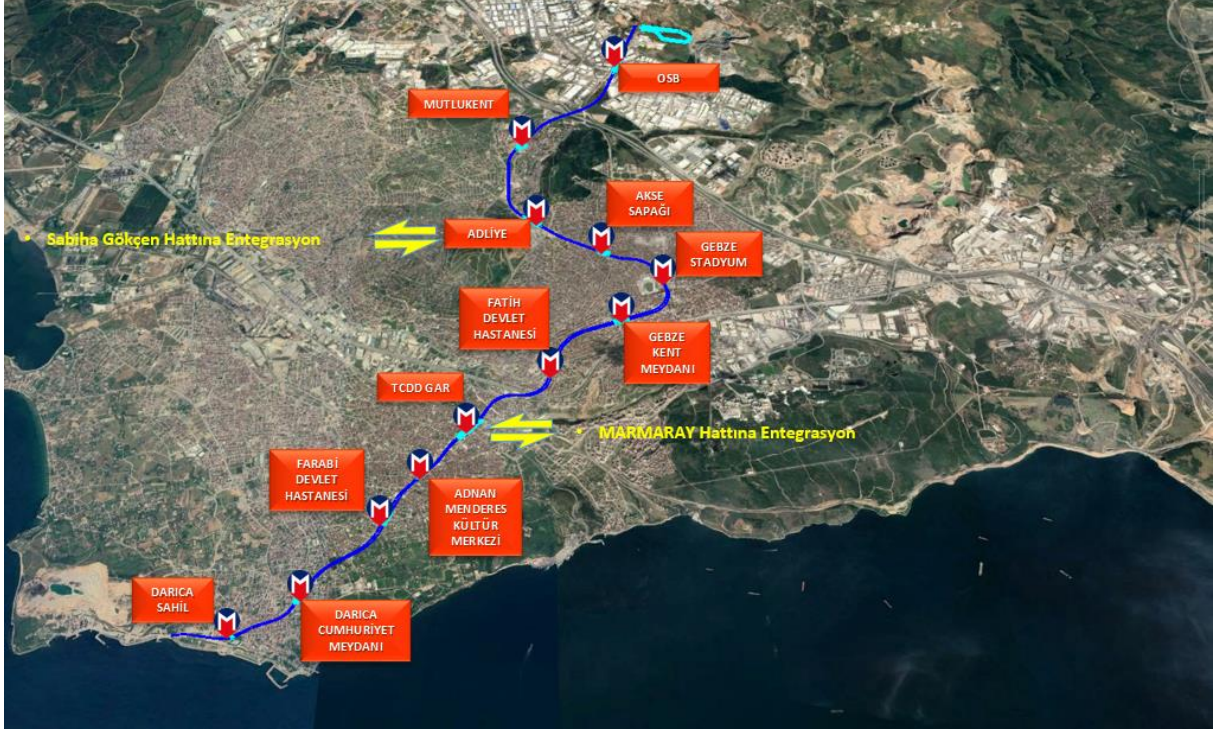 OSB
MUTLUKENT
AKSE
SAPAĞI
ADLİYE
Sabiha Gökçen Hattına Entegrasyon
GEBZE
STADYUM
FATİH
DEVLET
HASTANESİ
GEBZE
KENT
MEYDANI
TCDD GAR
MARMARAY Hattına Entegrasyon
FARABİ
DEVLET
HASTANESİ
ADNAN
MENDERES
KÜLTÜR
MERKEZİ
DARICA
SAHİL
DARICA
CUMHURİYET
MEYDANI